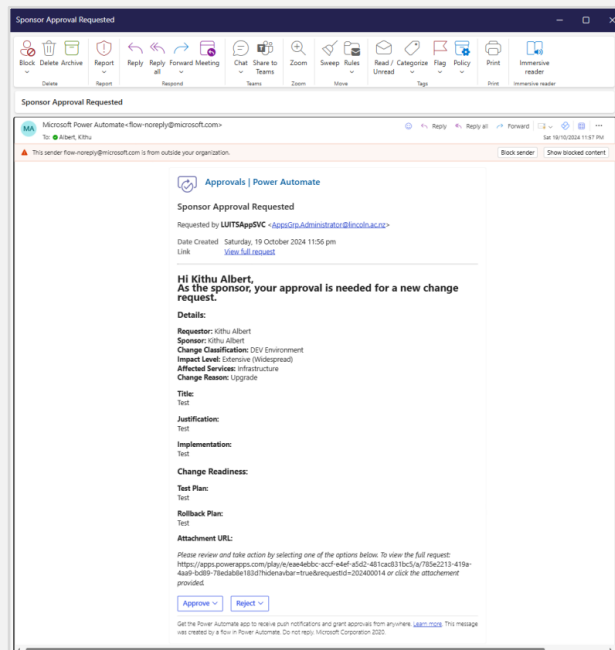 Sponsor Approval Requested
Block Delete Archive Report Reply Reply all Forward Meeting Chat Share to Teams Zoom Sweep Rules Read / Unread Categorize Flag Policy Print Immersive reader
Delete Report Respond Teams Zoom Move Tags Print Immersive reader
Sponsor Approval Requested
MA
Microsoft Power Automate<flow-noreply@microsoft.com>
Reply Reply all Forward
To: Albert, Kithu
Sat 19/10/2024 11:57 PM
This sender flow-noreply@microsoft.com is from outside your organization.
Block sender Show blocked content
Approvals | Power Automate
Sponsor Approval Requested
Requested by LUITSAppSVC <AppsGrp.Administrator@lincoln.ac.nz>
Date Created Saturday, 19 October 2024 11:56 pm
Link View full request
Hi Kithu Albert,
As the sponsor, your approval is needed for a new change
request.
Details:
Requestor: Kithu Albert
Sponsor: Kithu Albert
Change Classification: DEV Environment
Impact Level: Extensive (Widespread)
Affected Services: Infrastructure
Change Reason: Upgrade
Title:
Test
Justification:
Test
Implementation:
Test
Change Readiness:
Test Plan:
Test
Rollback Plan:
Test
Attachment URL:
Please review and take action by selecting one of the options below. To view the full request:
https://apps.powerapps.com/play/e/eae4ebbc-accf-e4ef-a5d2-481cac831bc5/a/785e2213-419a-
4aa9-bd89-78edab8e183d?hidenavbar=true&requestId=202400014 or click the attachement
provided.
Approve Reject
Get the Power Automate app to receive push notifications and grant approvals from anywhere. Learn more. This message
was created by a flow in Power Automate. Do not reply. Microsoft Corporation 2020.